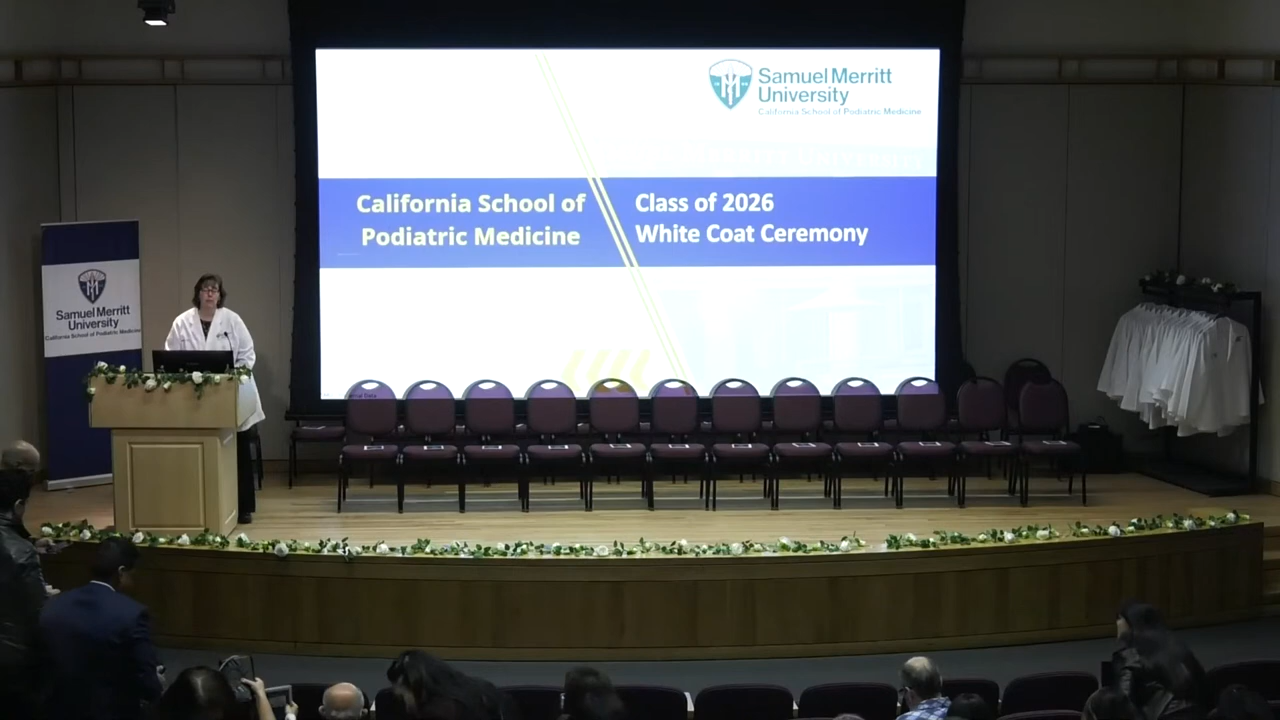 Samuel Merritt
University
California School of Podiatric Medicine
California School of
Podiatric Medicine
Class of 2026
White Coat Ceremony
Samuel Merritt
University
California School of Podiatric Medicine